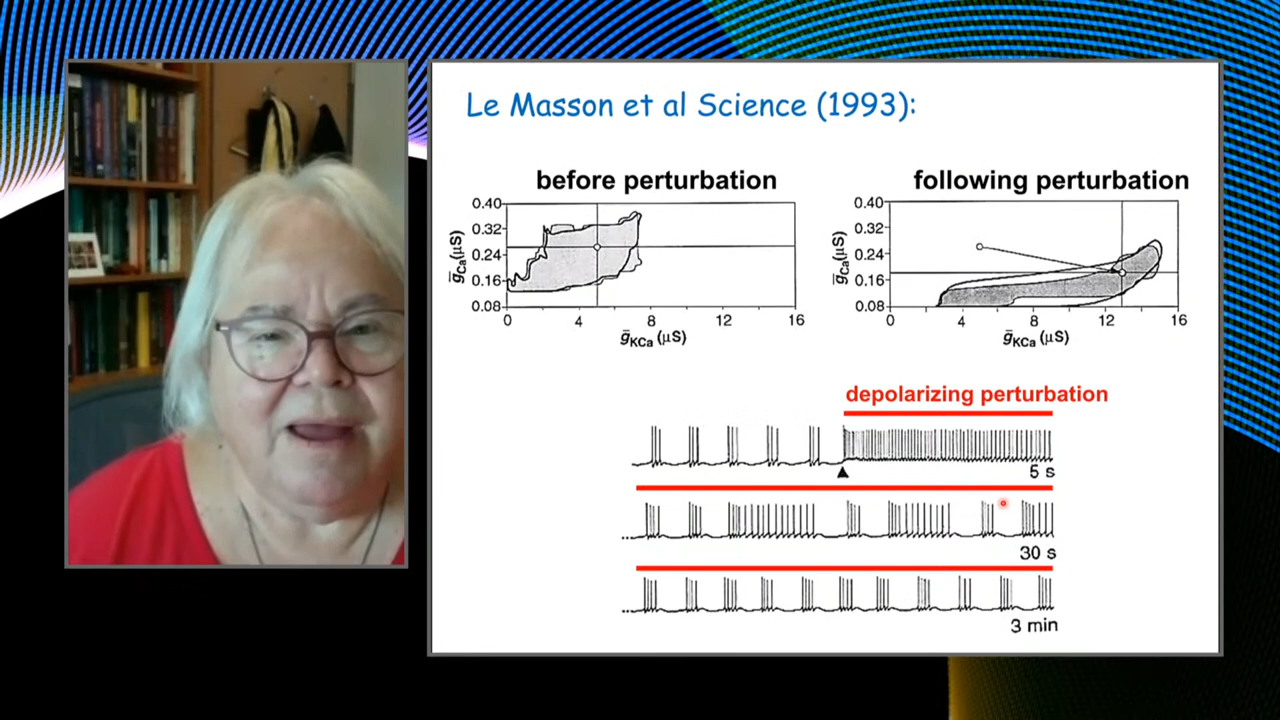 Le Masson et al Science (1993):
before perturbation
following perturbation
0.40
0.32
0.24
0.16
0.08
ḡCa(µS)
0 4 8 12 16
ḡKCa (µS)
0.40
0.32
0.24
0.16
0.08
ḡCa(µS)
0 4 8 12 16
ḡKCa (µS)
depolarizing perturbation
5 s
30 s
3 min